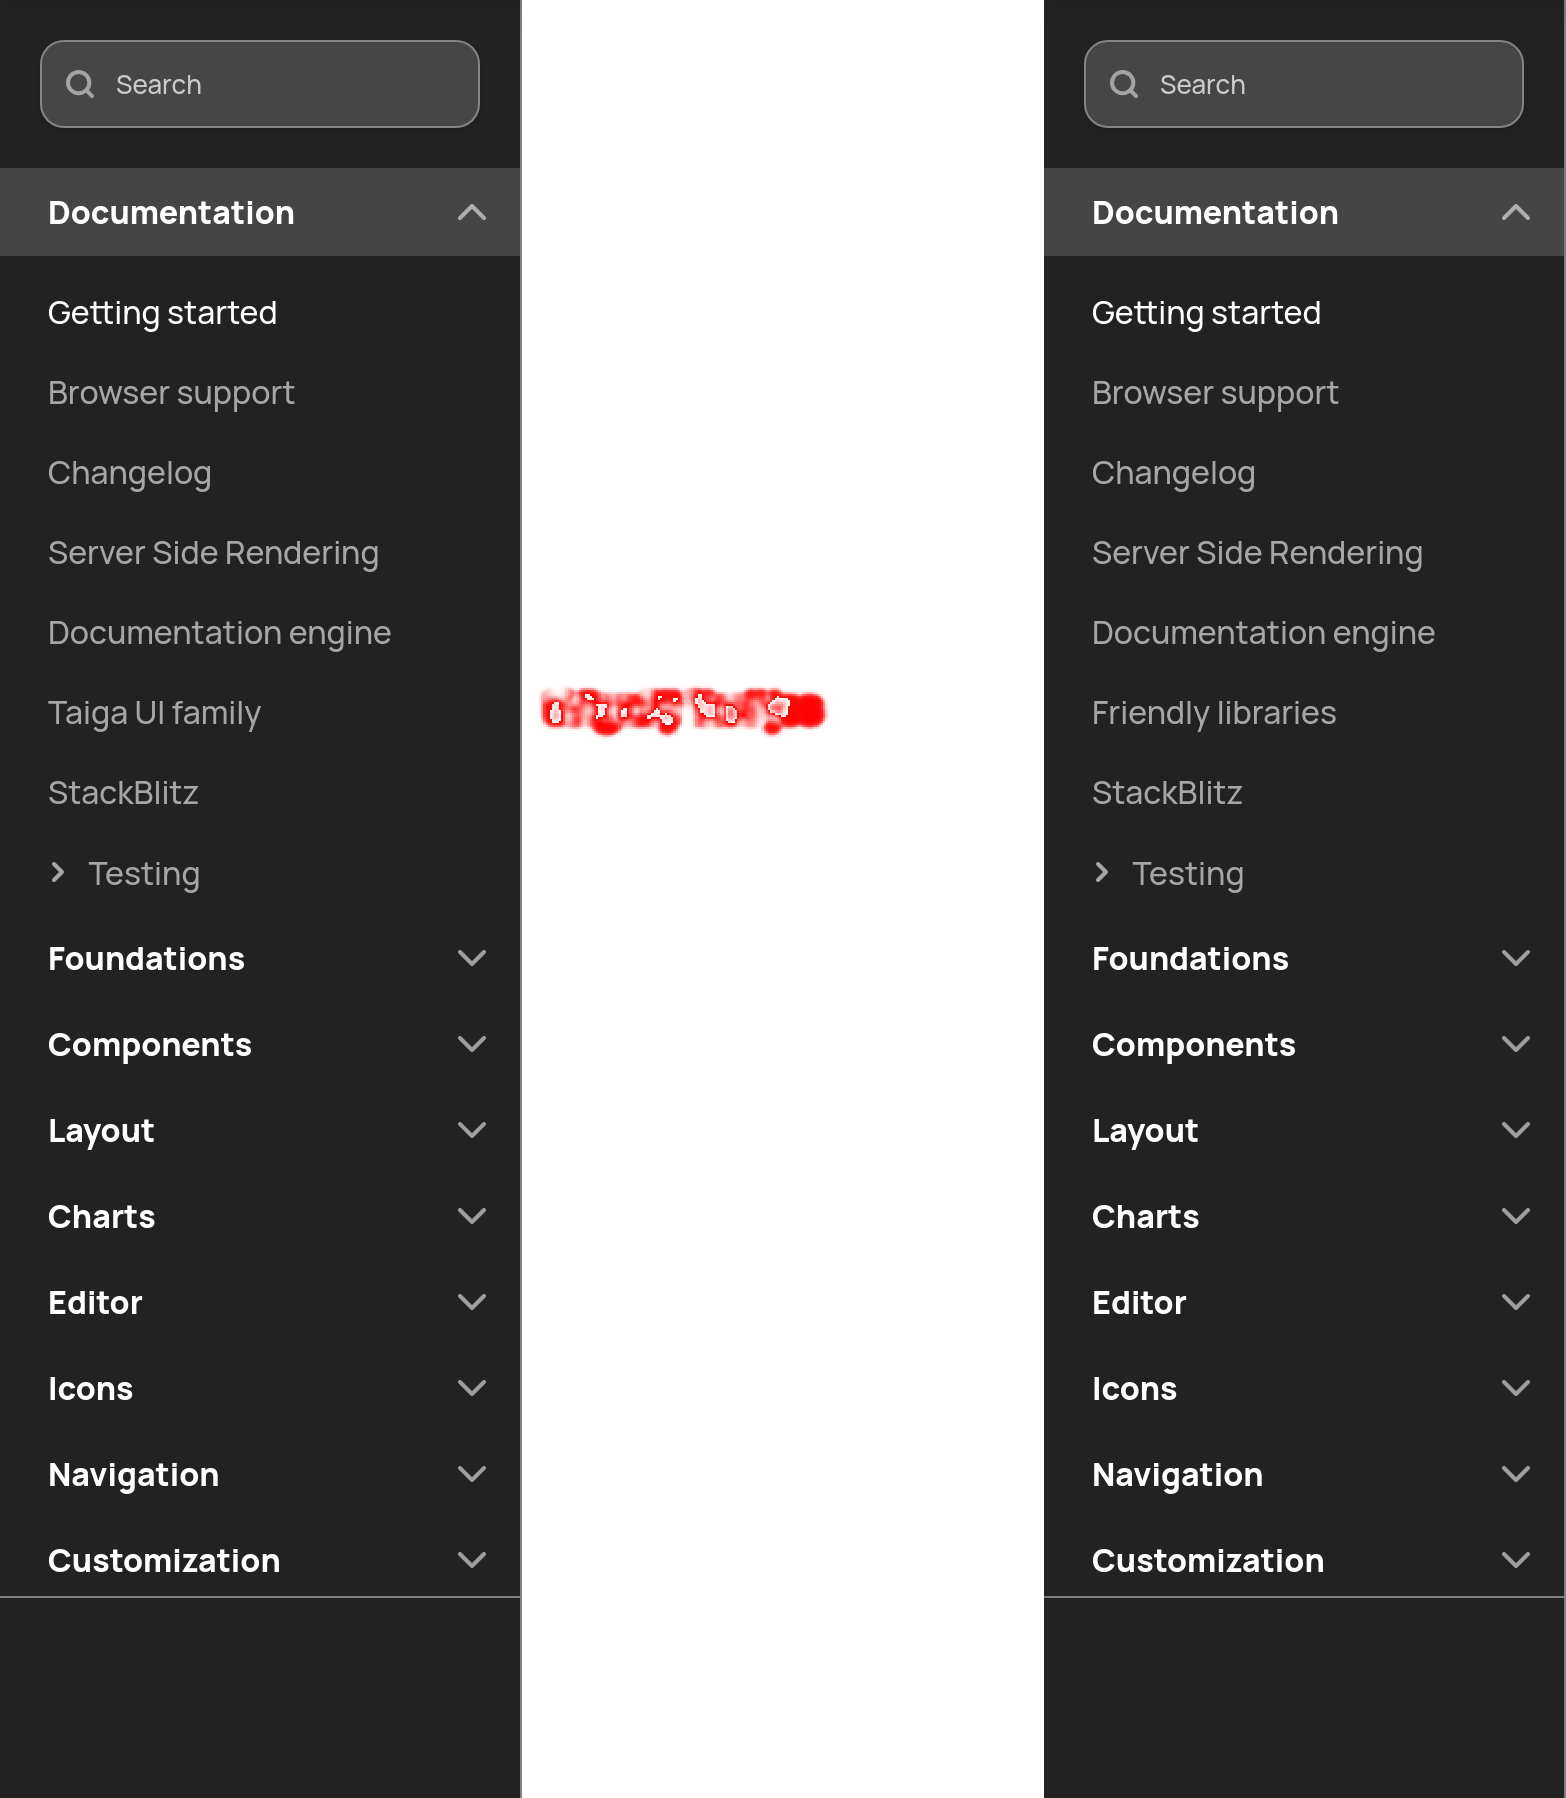 Search
Documentation
Getting started
Browser support
Changelog
Server Side Rendering
Documentation engine
Taiga UI family
StackBlitz
Testing
Foundations
Components
Layout
Charts
Editor
Icons
Navigation
Customization
Search
Documentation
Getting started
Browser support
Changelog
Server Side Rendering
Documentation engine
Friendly libraries
StackBlitz
Testing
Foundations
Components
Layout
Charts
Editor
Icons
Navigation
Customization